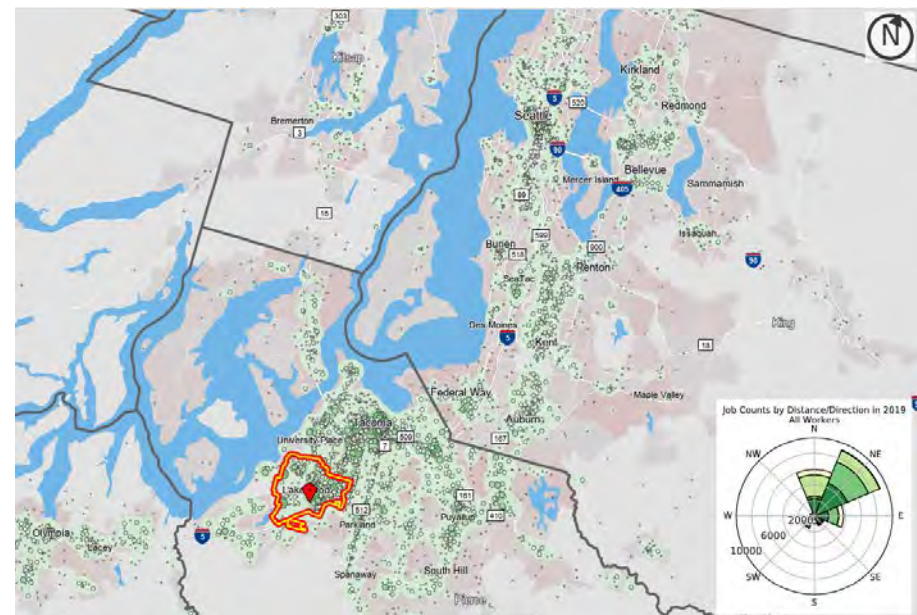 303
Kitsap
N
Kirkland
5
520
Redmond
Seattle
Bremerton
3
90
Bellevue
Mercer Island
405
Sammamish
99
16
Issaquah
Burien
599
518
900
90
Renton
SeaTac
King
Des Moines
5
Kent
18
Federal Way
Maple Valley
Auburn
Tacoma
University Place
509
167
7
Job Counts by Distance/Direction in 2019
All Workers
N
NW
NE
W
E
2000
6000
10000
SW
SE
S
161
512
410
Parkland
Puyallup
Olympia
Lacey
5
Spanaway
South Hill
Pierce